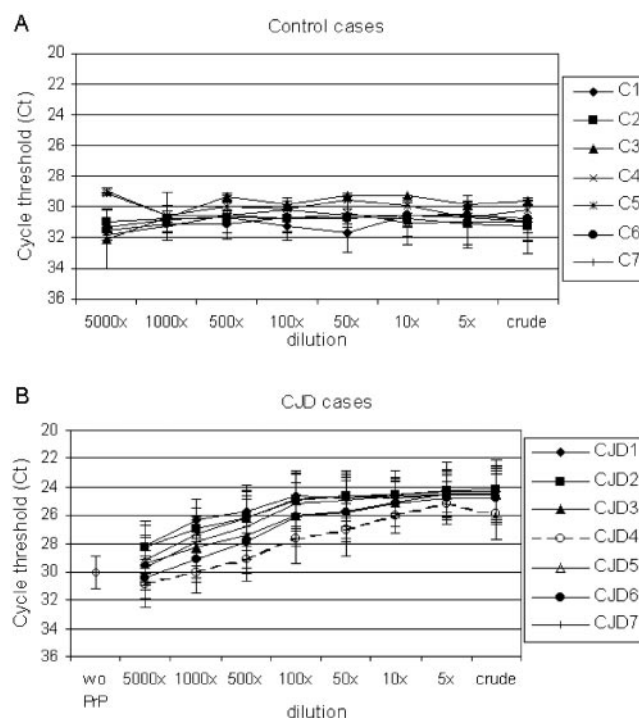 A
Control cases
Cycle threshold (Ct)
20
22
24
26
28
30
32
34
36
5000x 1000x 500x 100x 50x 10x 5x crude
dilution
C1
C2
C3
C4
C5
C6
C7
B
CJD cases
Cycle threshold (Ct)
20
22
24
26
28
30
32
34
36
wo PrP 5000x 1000x 500x 100x 50x 10x 5x crude
dilution
CJD1
CJD2
CJD3
CJD4
CJD5
CJD6
CJD7